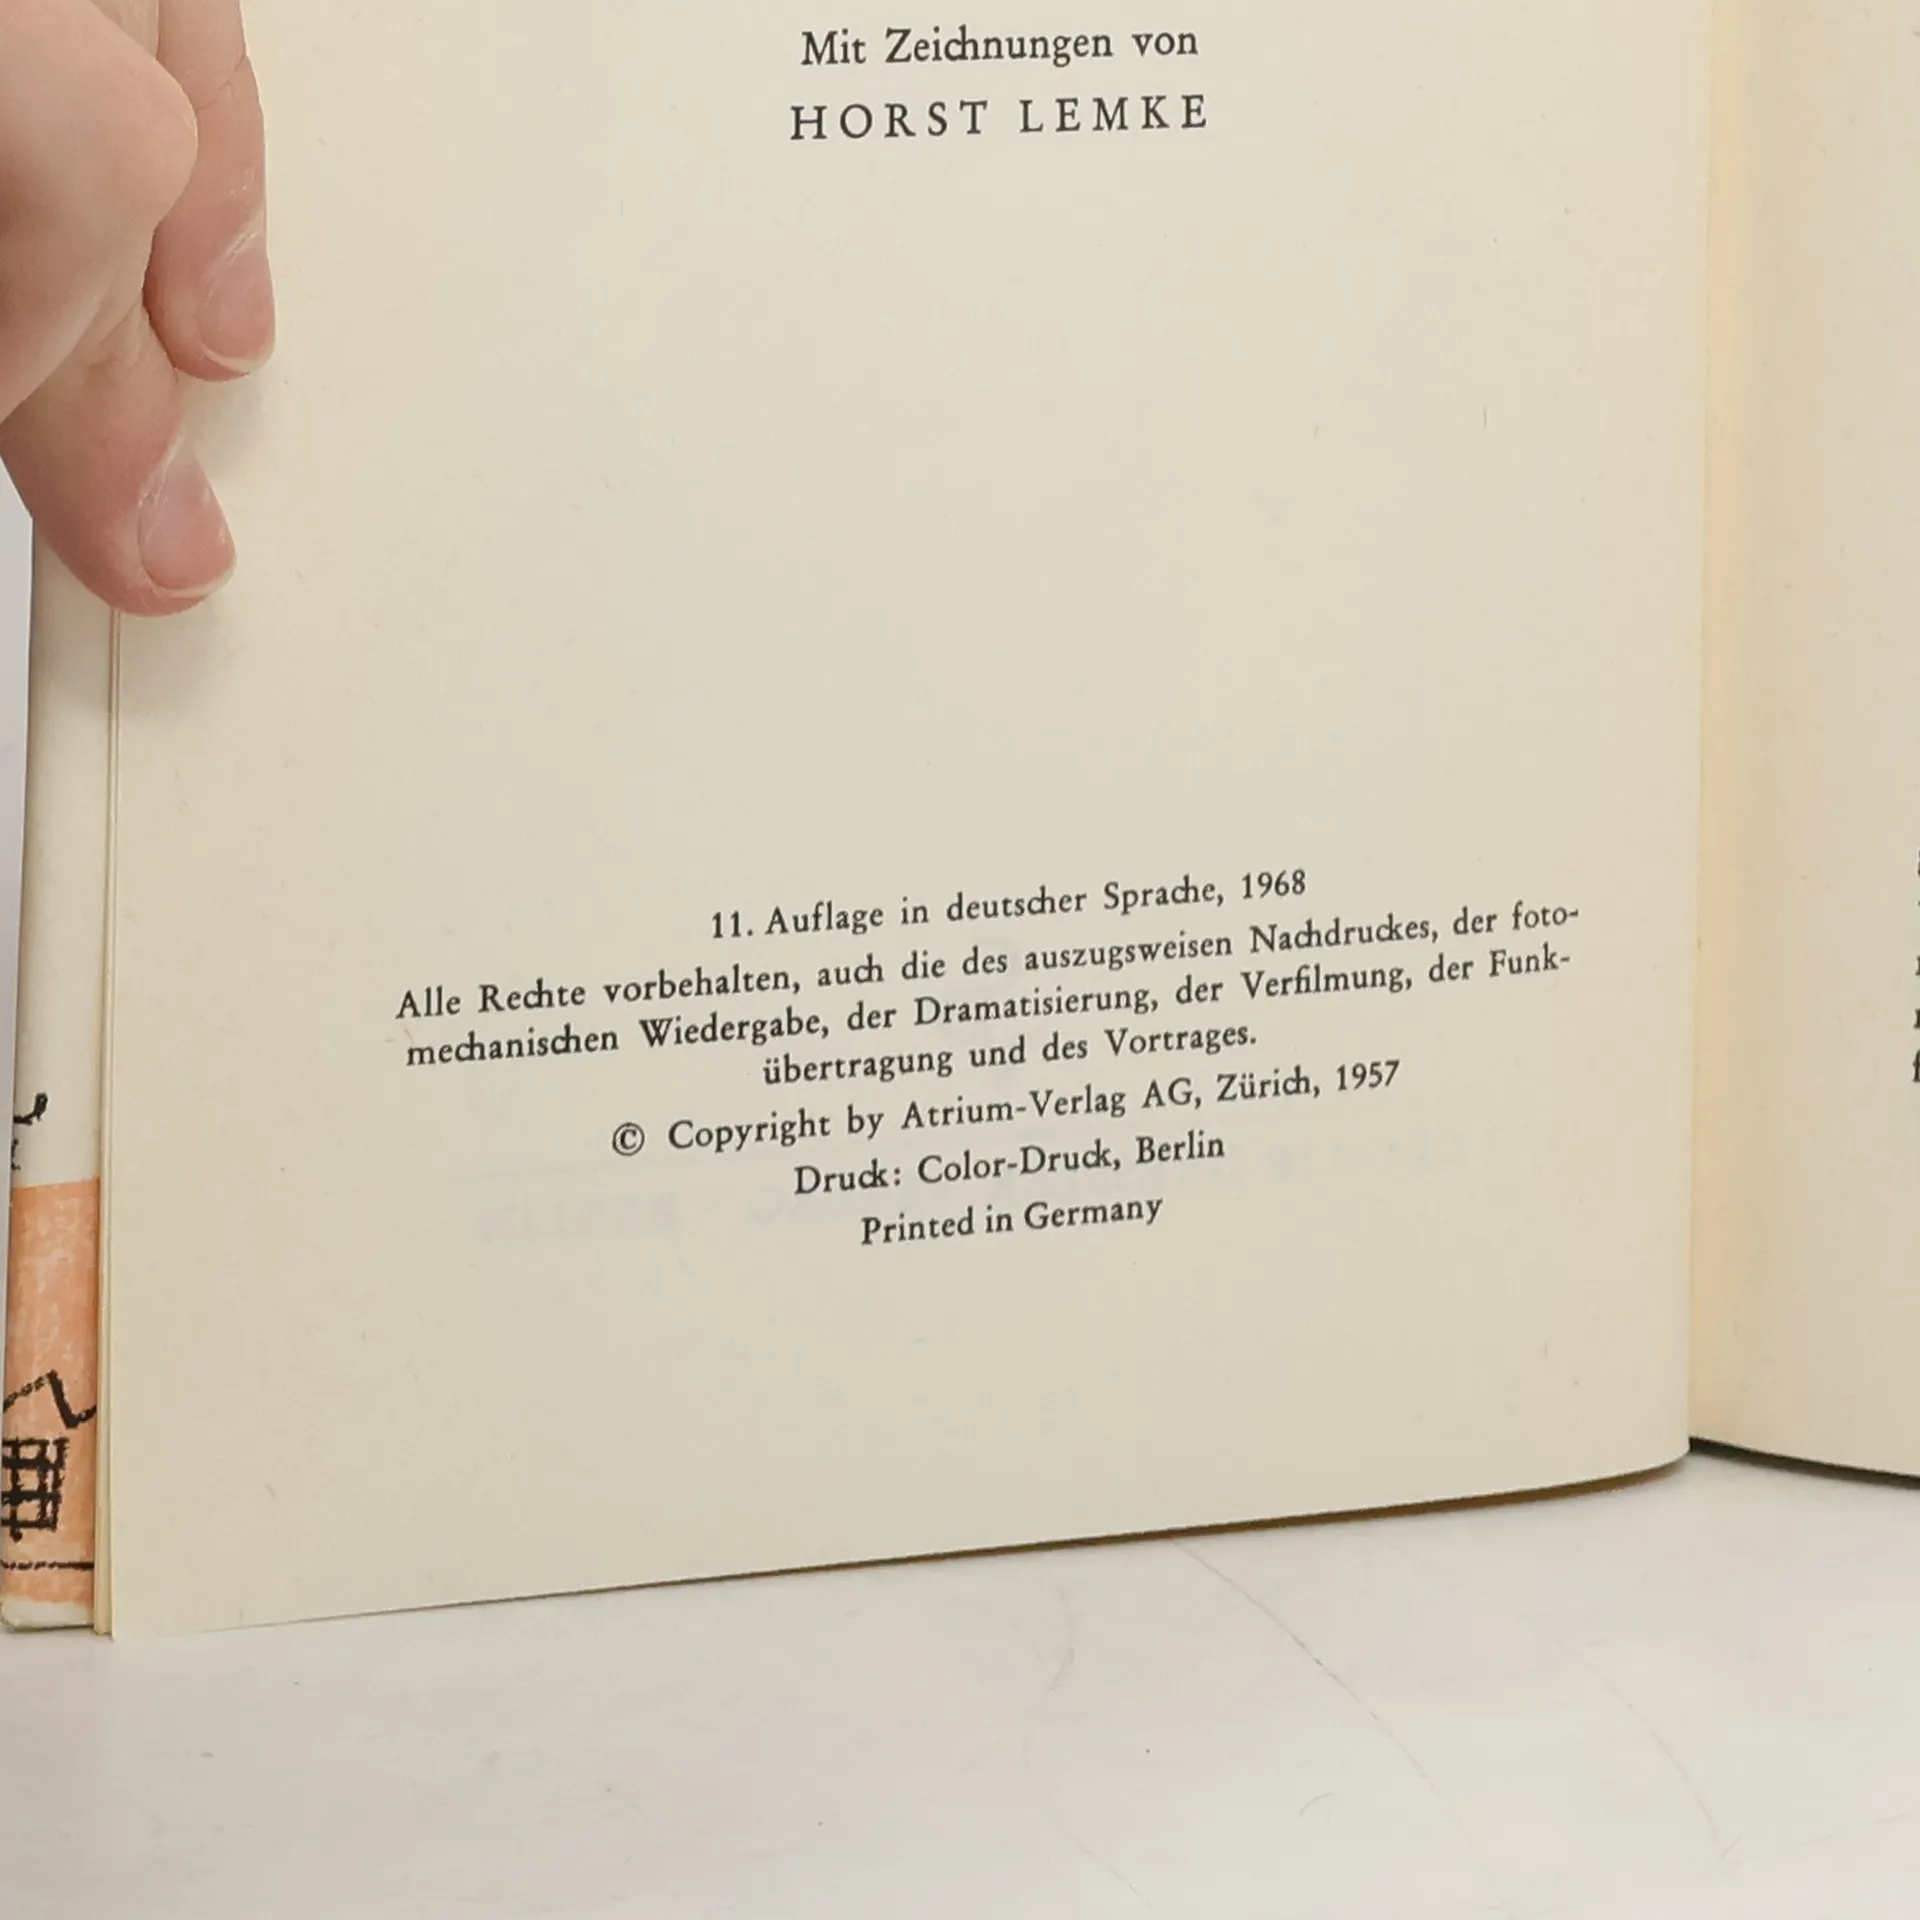 Mit Zeichnungen von
HORST LEMKE
11. Auflage in deutscher Sprache, 1968
Alle Rechte vorbehalten, auch die des auszugsweisen Nachdruckes, der foto-
mechanischen Wiedergabe, der Dramatisierung, der Verfilmung, der Funk-
übertragung und des Vortrages.
© Copyright by Atrium-Verlag AG, Zürich, 1957
Druck: Color-Druck, Berlin
Printed in Germany